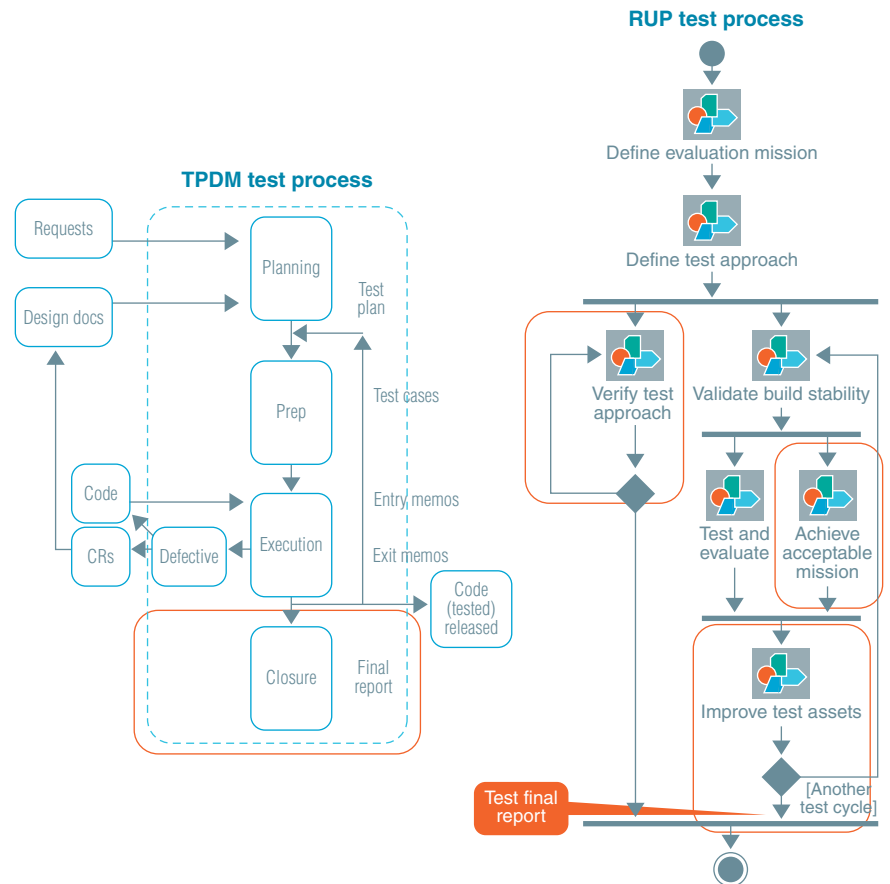 TPDM test process
Requests
Design docs
Planning
Test
plan
Prep
Test cases
Code
CRs
Defective
Execution
Entry memos
Exit memos
Code
(tested)
released
Closure
Final
report
RUP test process
Define evaluation mission
Define test approach
Verify test
approach
Validate build stability
Test and
evaluate
Achieve
acceptable
mission
Improve test assets
[Another
test cycle]
Test final
report